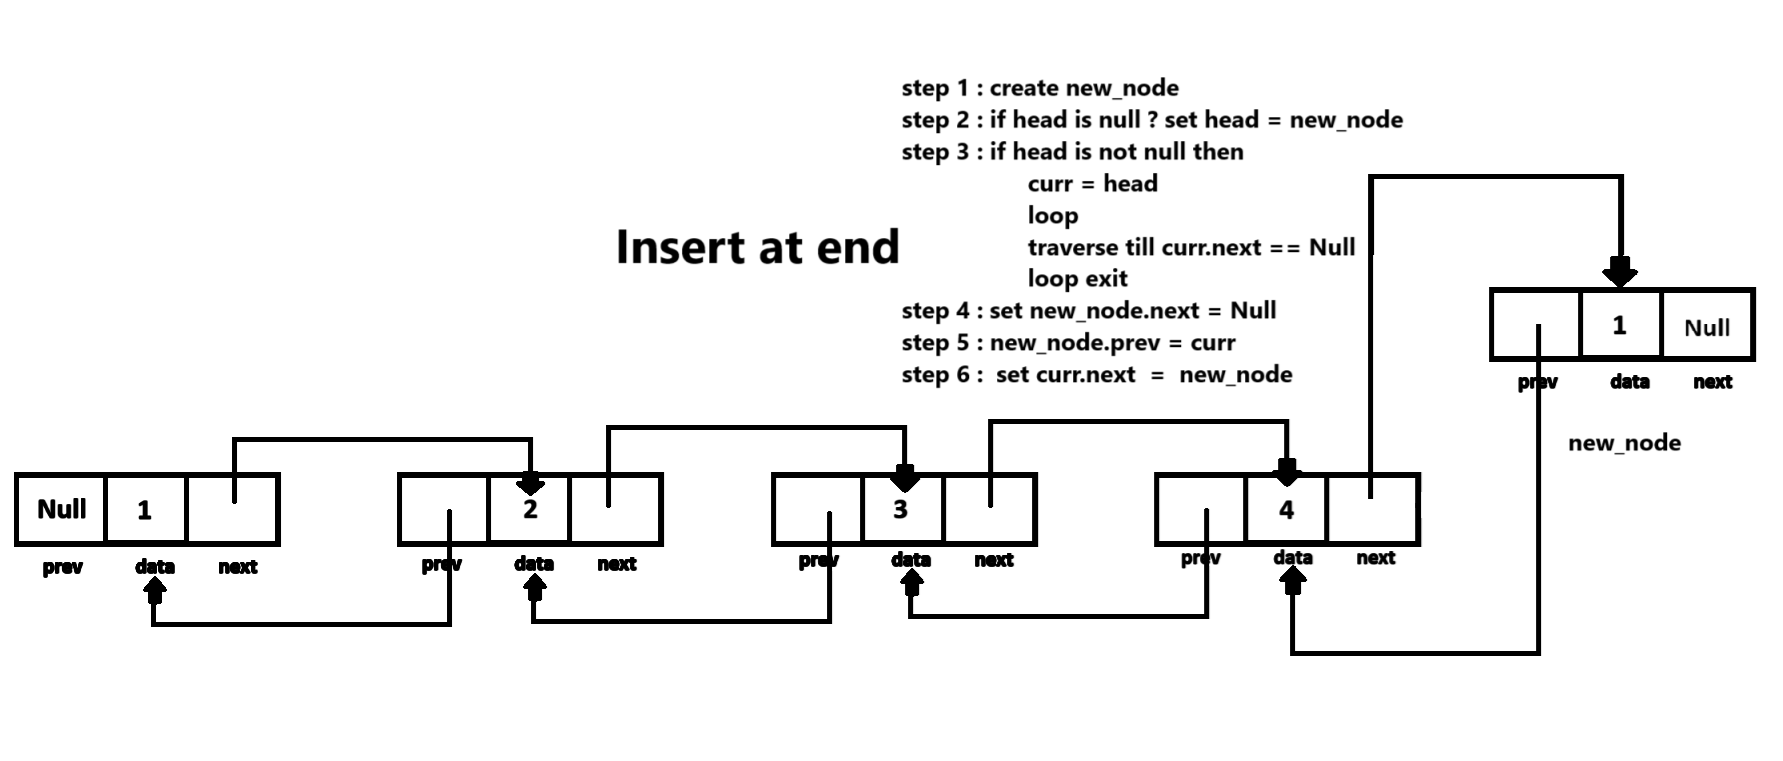 step 1 : create new_node
step 2 : if head is null ? set head = new_node
step 3 : if head is not null then
curr = head
loop
traverse till curr.next == Null
loop exit
step 4 : set new_node.next = Null
step 5 : new_node.prev = curr
step 6 : set curr.next = new_node
Insert at end
1 Null
prev data next
new_node
Null 1
prev data next
2
prev data next
3
prev data next
4
prev data next